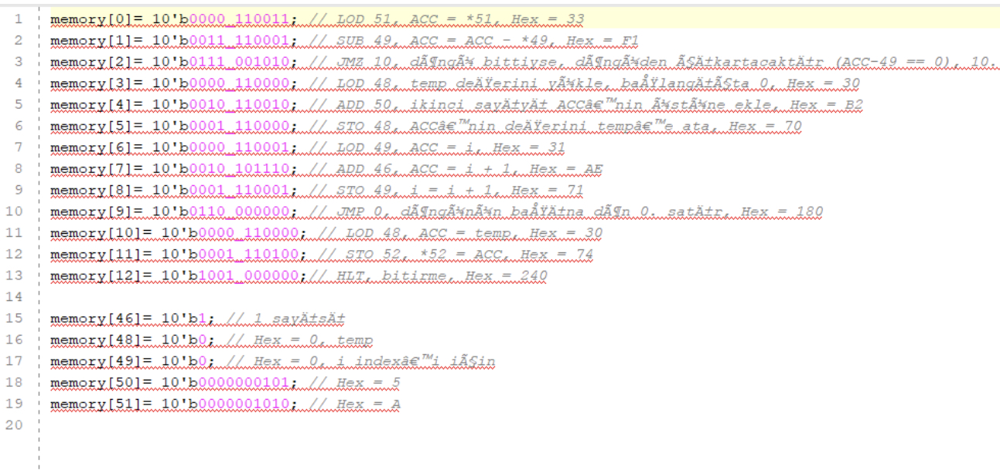 1 memory[0]= 10'b0000_110011; // LOD 51, ACC = *51, Hex = 33
2 memory[1]= 10'b0011_110001; // SUB 49, ACC = ACC - *49, Hex = F1
3 memory[2]= 10'b0111_001010; // JMZ 10, dÃ¶ngÃ¼ bittiyse, dÃ¶ngÃ¼den Ã§Ä±kartacaktÄ±r (ACC-49 == 0), 10.
4 memory[3]= 10'b0000_110000; // LOD 48, temp deÄŸerini yÃ¼kle, baÅŸlangÄ±Ã§ta 0, Hex = 30
5 memory[4]= 10'b0010_110010; // ADD 50, ikinci sayÄ±yÄ± ACCâ€™nin Ã¼stÃ¼ne ekle, Hex = B2
6 memory[5]= 10'b0001_110000; // STO 48, ACCâ€™nin deÄŸerini tempâ€™e ata, Hex = 70
7 memory[6]= 10'b0000_110001; // LOD 49, ACC = i, Hex = 31
8 memory[7]= 10'b0010_101110; // ADD 46, ACC = i + 1, Hex = AE
9 memory[8]= 10'b0001_110001; // STO 49, i = i + 1, Hex = 71
10 memory[9]= 10'b0110_000000; // JMP 0, dÃ¶ngÃ¼nÃ¼n baÅŸÄ±na dÃ¶n 0. satÄ±r, Hex = 180
11 memory[10]= 10'b0000_110000; // LOD 48, ACC = temp, Hex = 30
12 memory[11]= 10'b0001_110100; // STO 52, *52 = ACC, Hex = 74
13 memory[12]= 10'b1001_000000;// HLT, bitirme, Hex = 240
14
15 memory[46]= 10'b1; // 1 sayÄ±sÄ±
16 memory[48]= 10'b0; // Hex = 0, temp
17 memory[49]= 10'b0; // Hex = 0, i indexâ€™i iÃ§in
18 memory[50]= 10'b0000000101; // Hex = 5
19 memory[51]= 10'b0000001010; // Hex = A
20